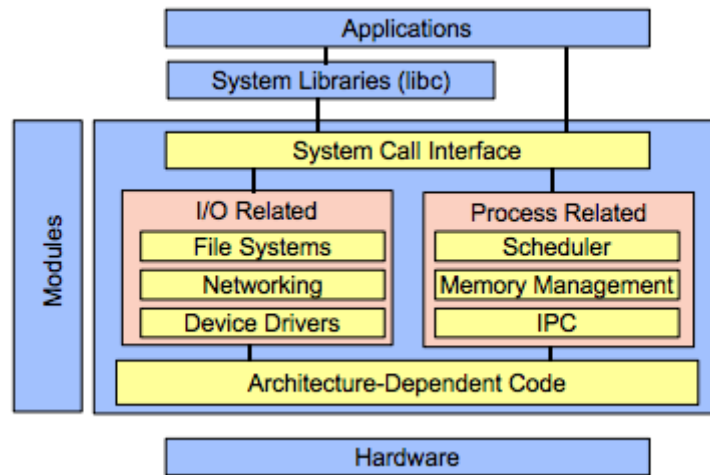 Applications
System Libraries (libc)
Modules
System Call Interface
I/O Related
File Systems
Networking
Device Drivers
Process Related
Scheduler
Memory Management
IPC
Architecture-Dependent Code
Hardware